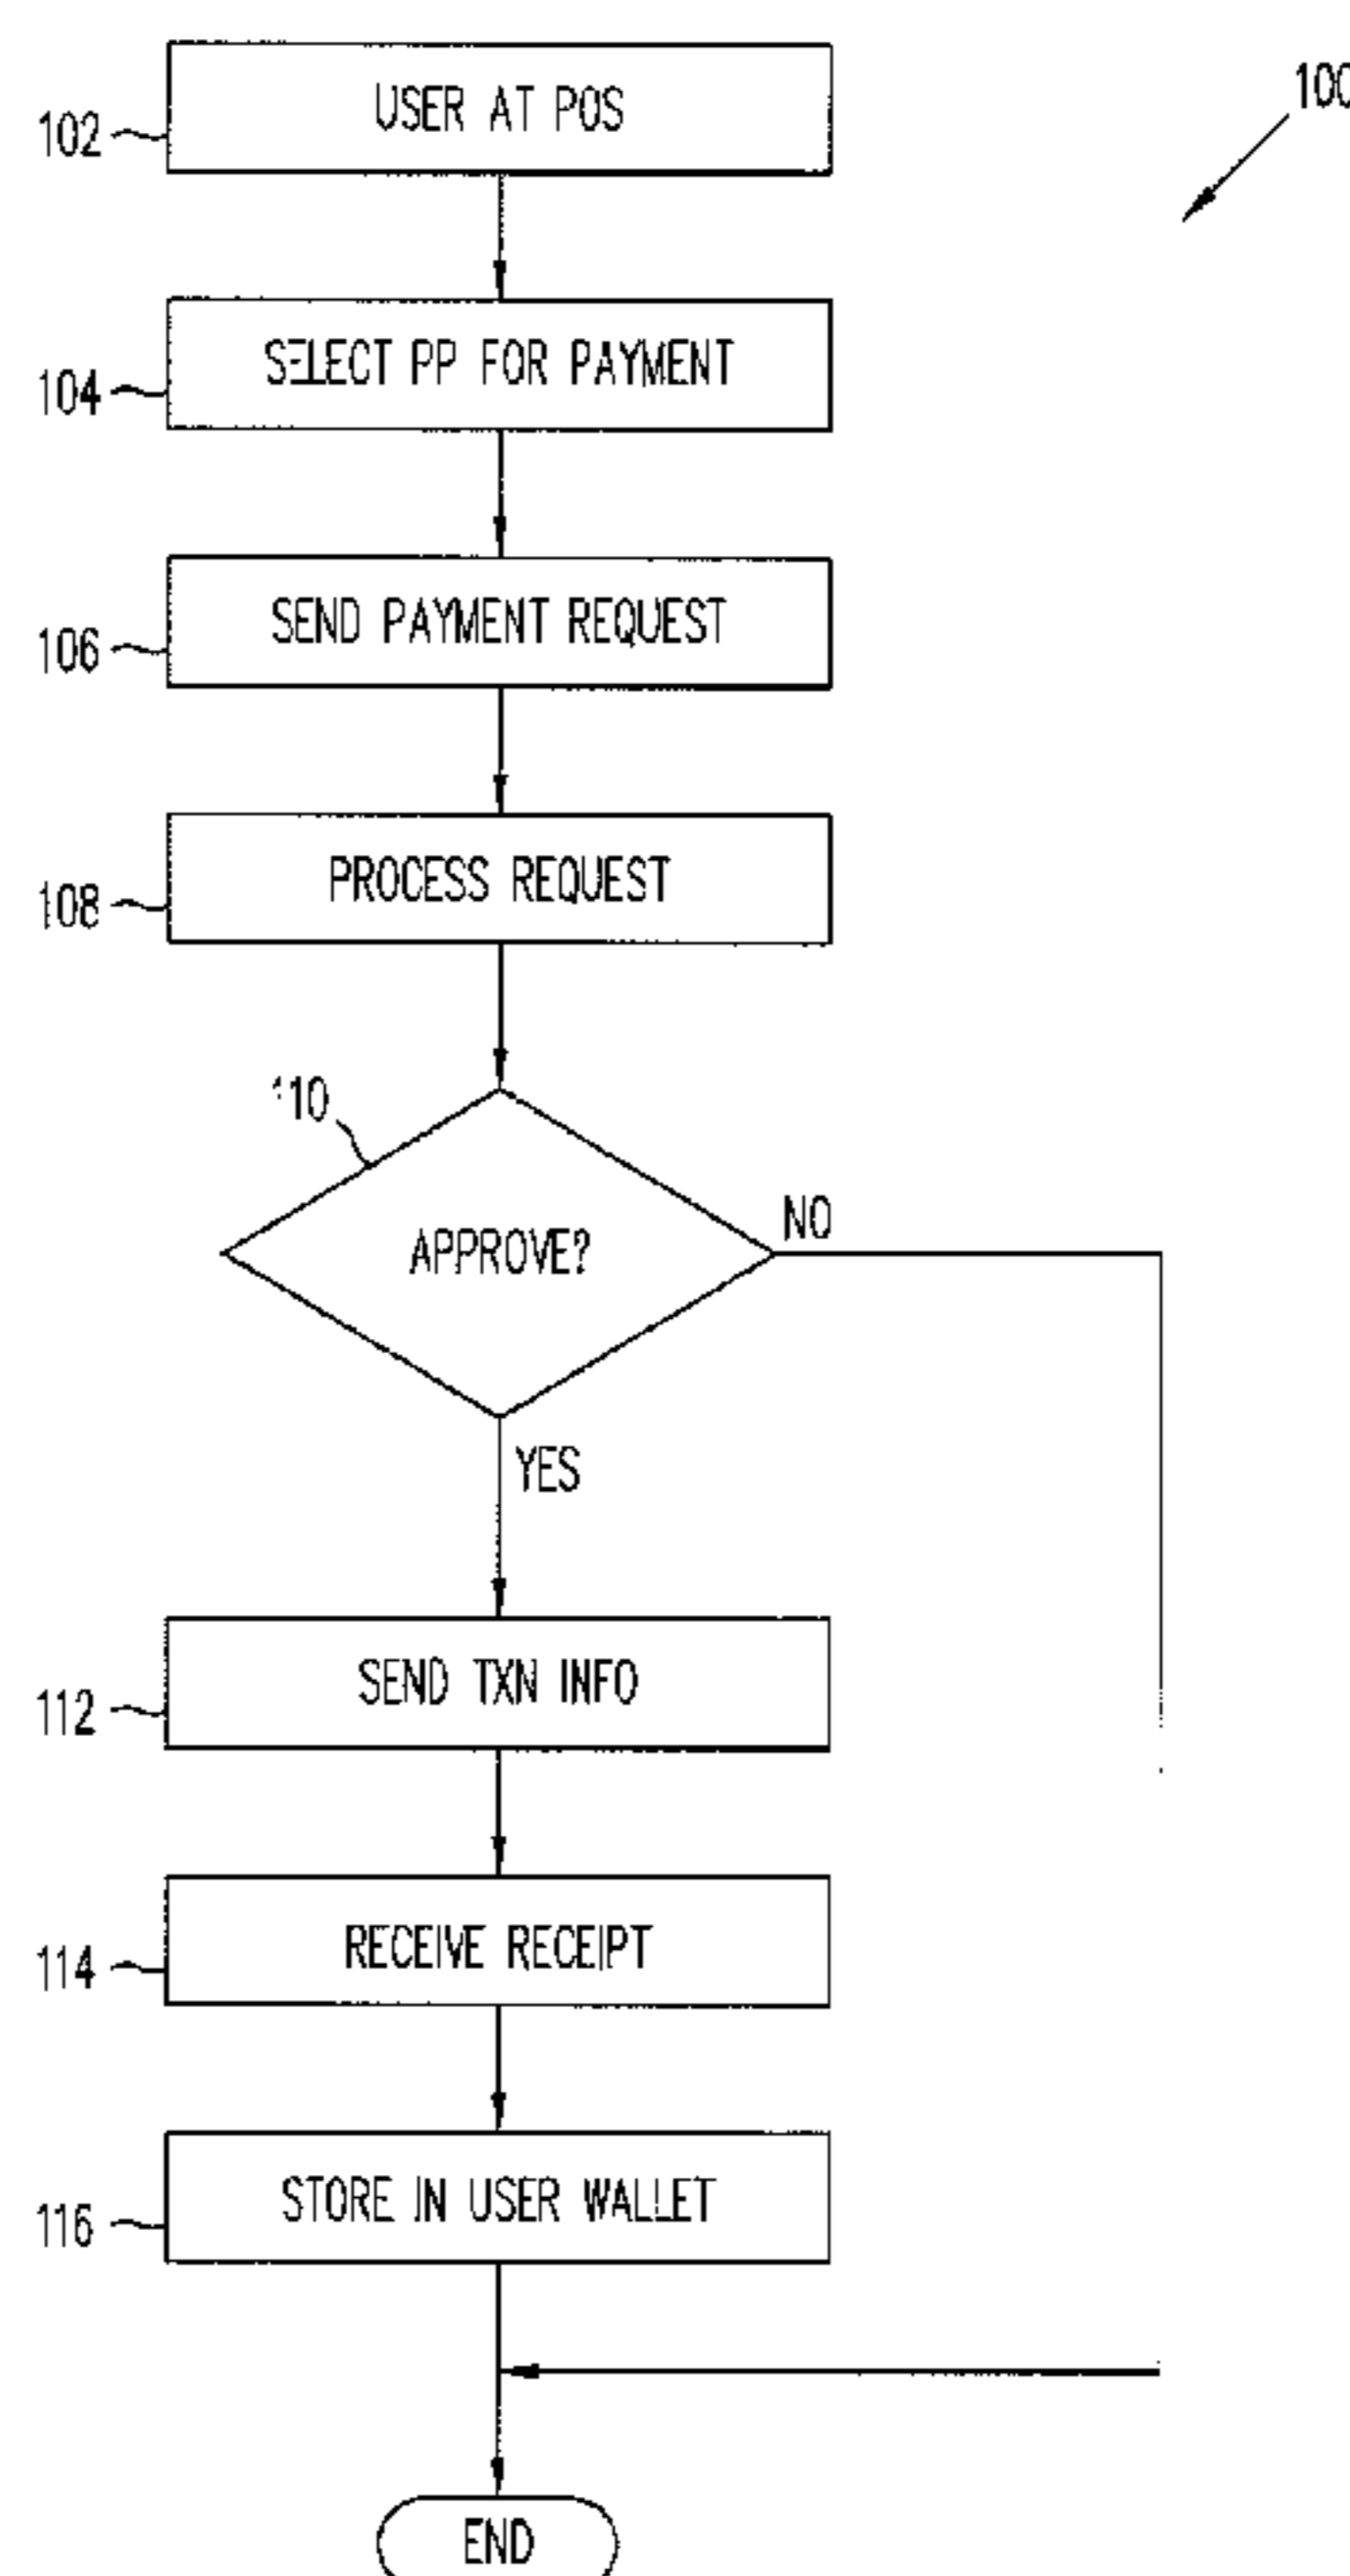 100
USER AT POS
102
SELECT PP FOR PAYMENT
104
SEND PAYMENT REQUEST
106
PROCESS REQUEST
108
110
APPROVE?
NO
YES
SEND TXN INFO
112
RECEIVE RECEIPT
114
STORE IN USER WALLET
116
END